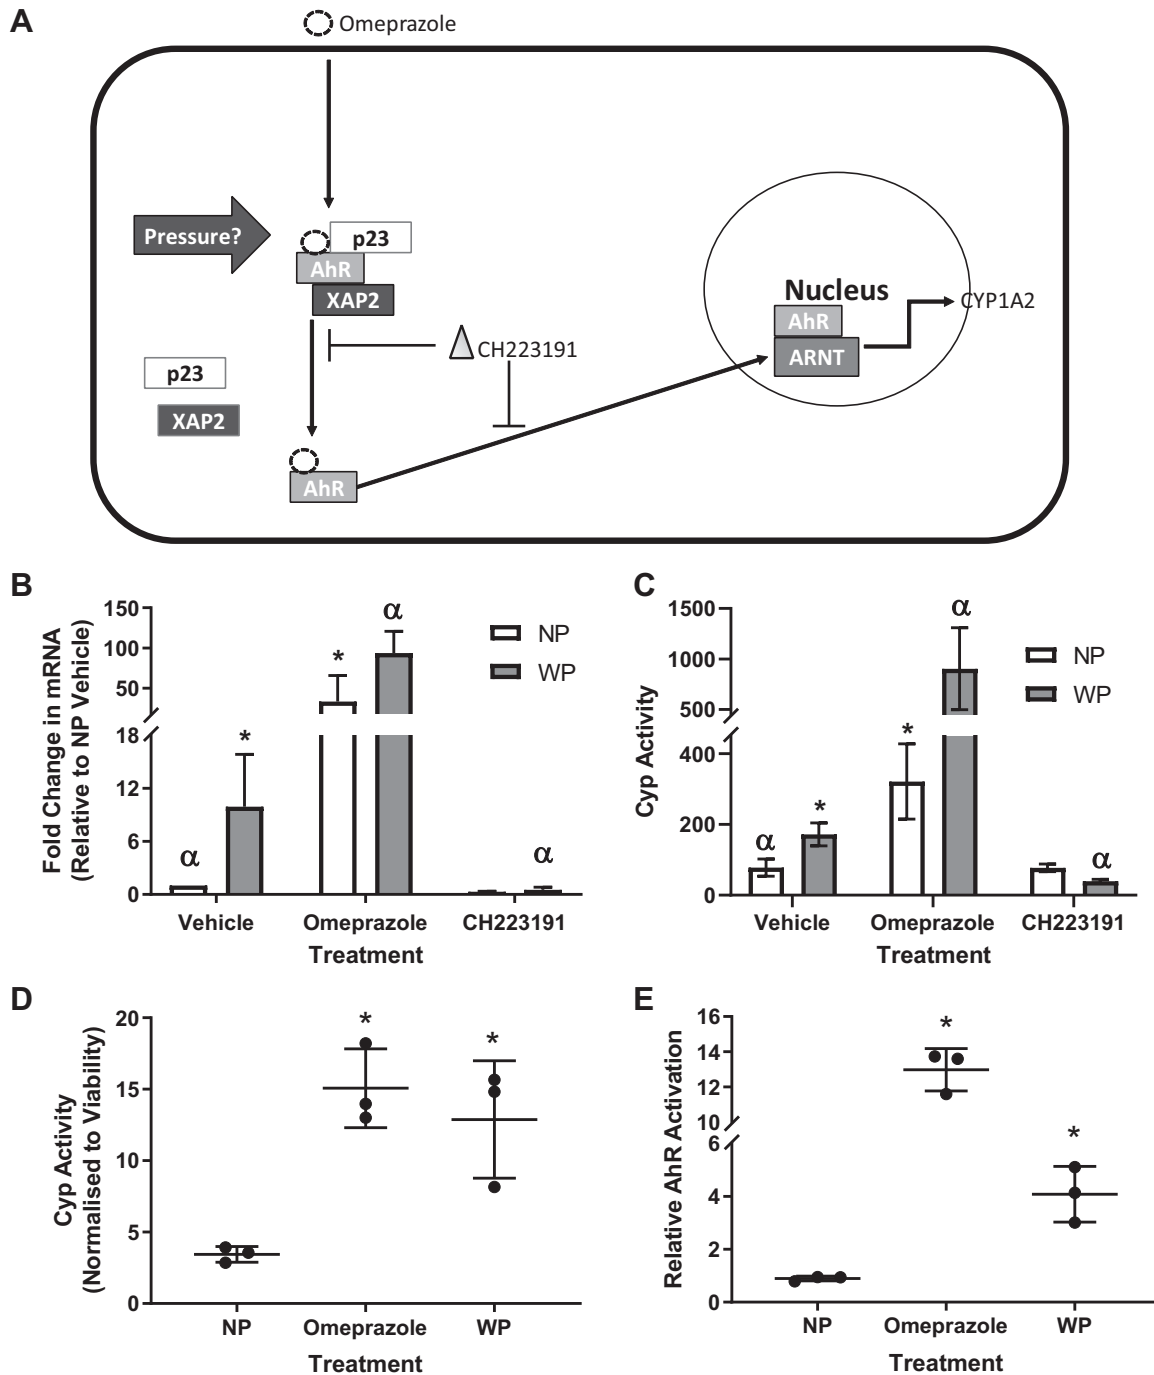 A
Omeprazole
Pressure?
p23
AhR
XAP2
Nucleus
CYP1A2
AhR
ARNT
CH223191
p23
XAP2
AhR
B
Fold Change in mRNA
(Relative to NP Vehicle)
150
100
50
18
12
6
0
*
α
*
α
α
NP
WP
Vehicle
Omeprazole
CH223191
Treatment
C
Cyp Activity
1500
1000
500
400
200
0
α
*
*
α
α
NP
WP
Vehicle
Omeprazole
CH223191
Treatment
D
Cyp Activity
(Normalised to Viability)
20
15
10
5
0
*
*
NP
Omeprazole
WP
Treatment
E
Relative AhR Activation
16
14
12
10
6
4
2
0
*
*
NP
Omeprazole
WP
Treatment